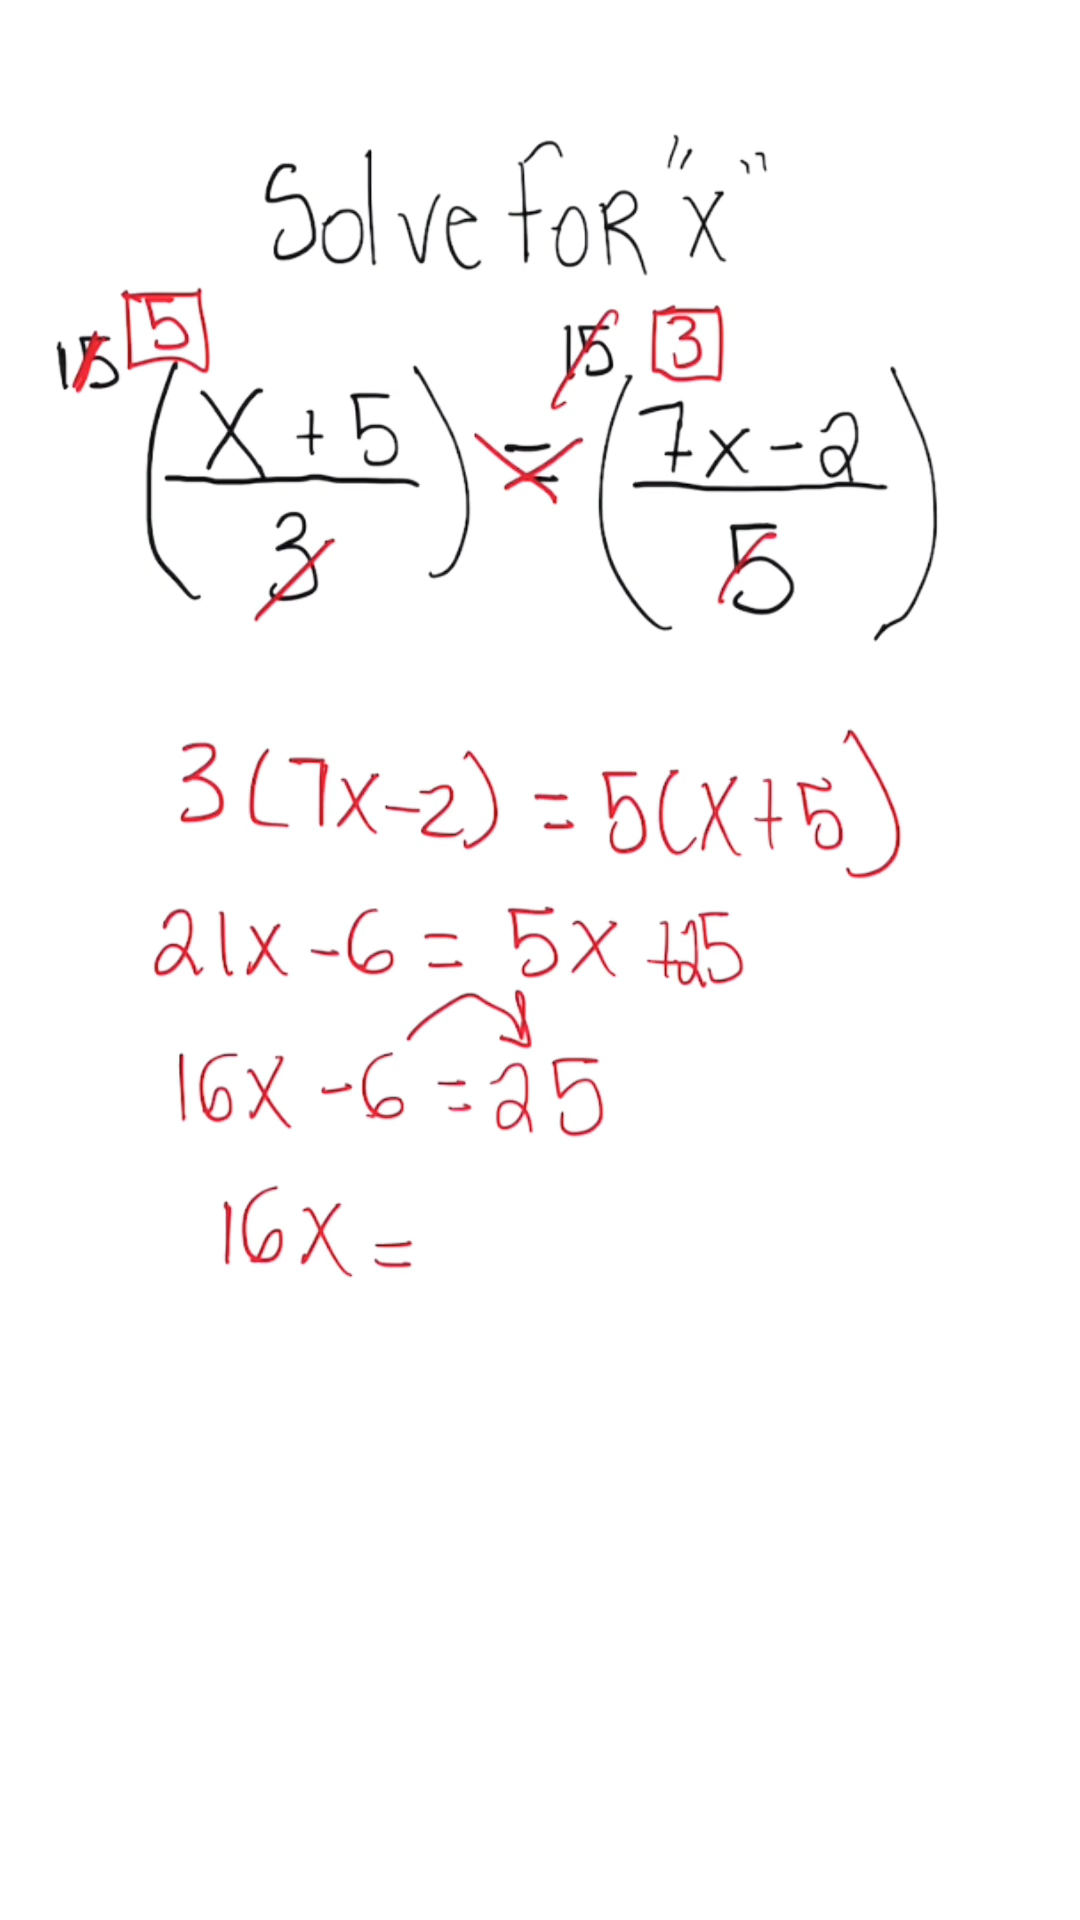 Solve for "x"
15 5 (x + 5 / 3) = 15 3 (7x - 2 / 5)
3(7x-2) = 5(x+5)
21x - 6 = 5x +25
16x - 6 = 25
16x =